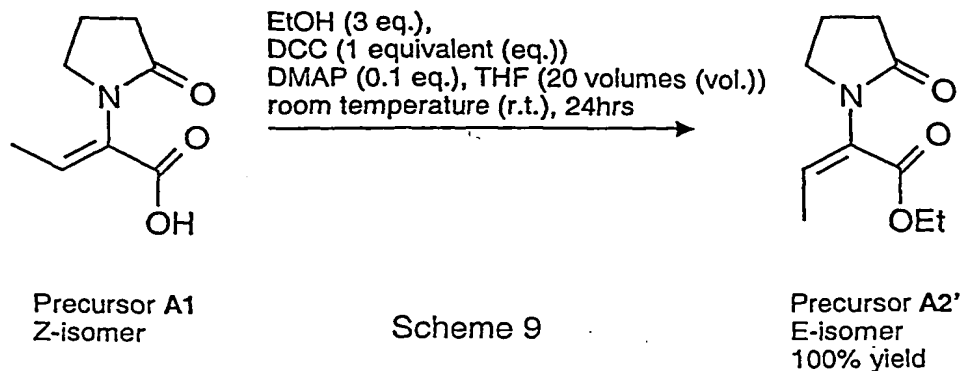 EtOH (3 eq.),
DCC (1 equivalent (eq.))
DMAP (0.1 eq.), THF (20 volumes (vol.))
room temperature (r.t.), 24hrs
N
O
O
OH
N
O
O
OEt
Precursor A1
Z-isomer
Scheme 9
Precursor A2'
E-isomer
100% yield